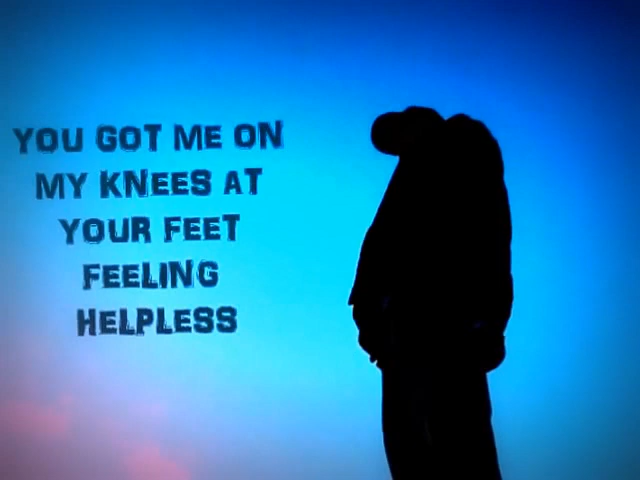 YOU GOT ME ON
MY KNEES AT
YOUR FEET
FEELING
HELPLESS